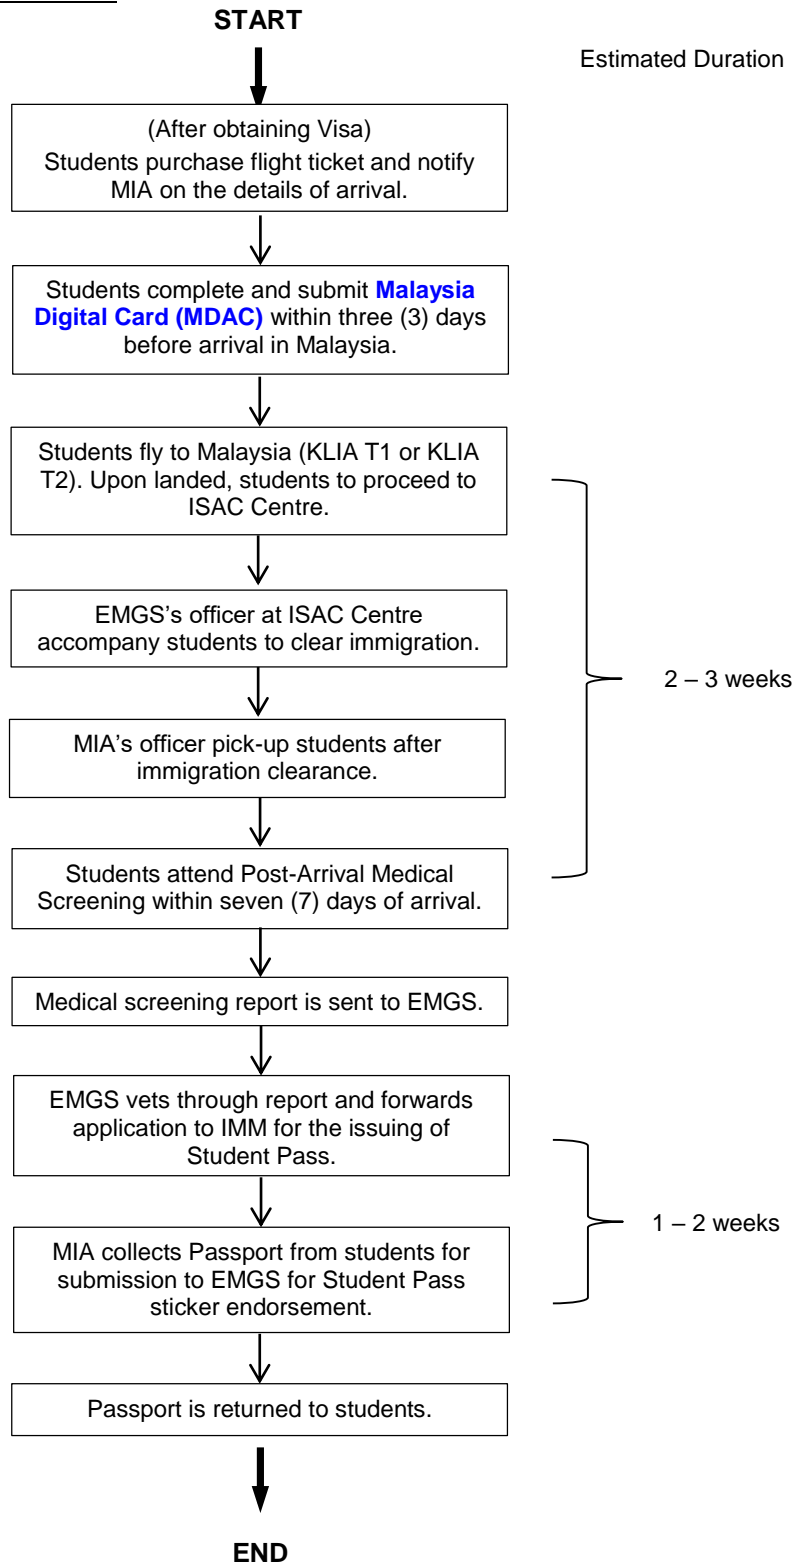 START
Estimated Duration
(After obtaining Visa)
Students purchase flight ticket and notify
MIA on the details of arrival.
Students complete and submit Malaysia
Digital Card (MDAC) within three (3) days
before arrival in Malaysia.
Students fly to Malaysia (KLIA T1 or KLIA
T2). Upon landed, students to proceed to
ISAC Centre.
EMGS’s officer at ISAC Centre
accompany students to clear immigration.
2 – 3 weeks
MIA’s officer pick-up students after
immigration clearance.
Students attend Post-Arrival Medical
Screening within seven (7) days of arrival.
Medical screening report is sent to EMGS.
EMGS vets through report and forwards
application to IMM for the issuing of
Student Pass.
1 – 2 weeks
MIA collects Passport from students for
submission to EMGS for Student Pass
sticker endorsement.
Passport is returned to students.
END